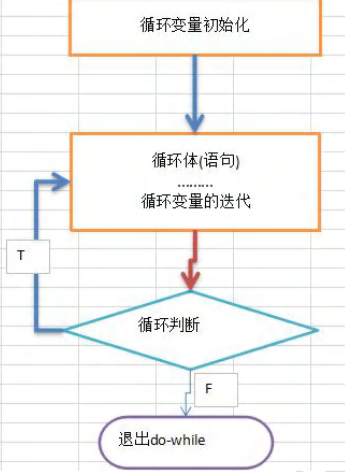 循环变量初始化
循环体(语句)
.........
循环变量的迭代
T
循环判断
F
退出do-while